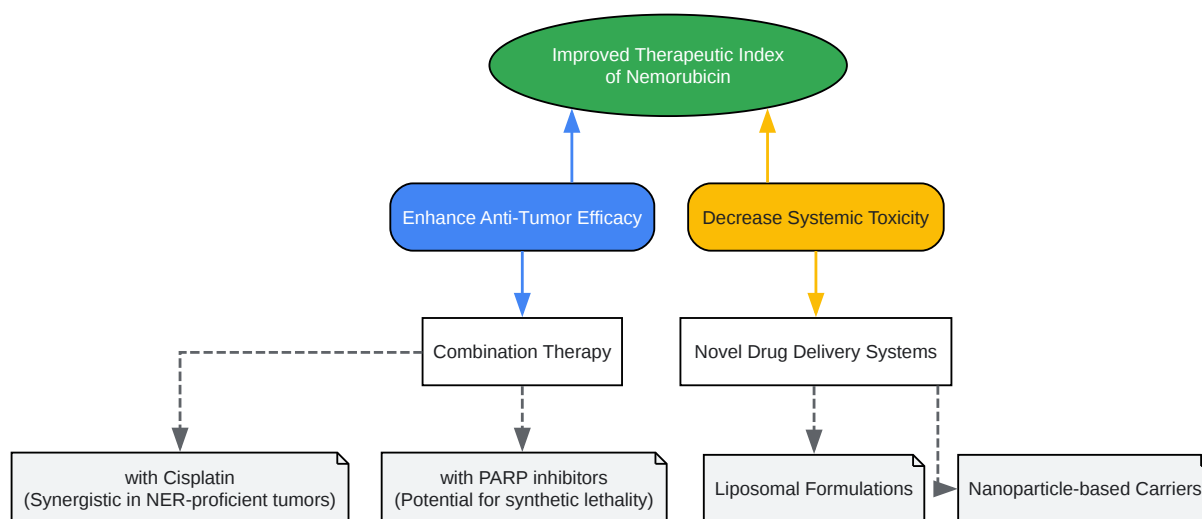 Improved Therapeutic Index
of Nemorubicin
Enhance Anti-Tumor Efficacy
Decrease Systemic Toxicity
Combination Therapy
Novel Drug Delivery Systems
with Cisplatin
(Synergistic in NER-proficient tumors)
with PARP inhibitors
(Potential for synthetic lethality)
Liposomal Formulations
Nanoparticle-based Carriers